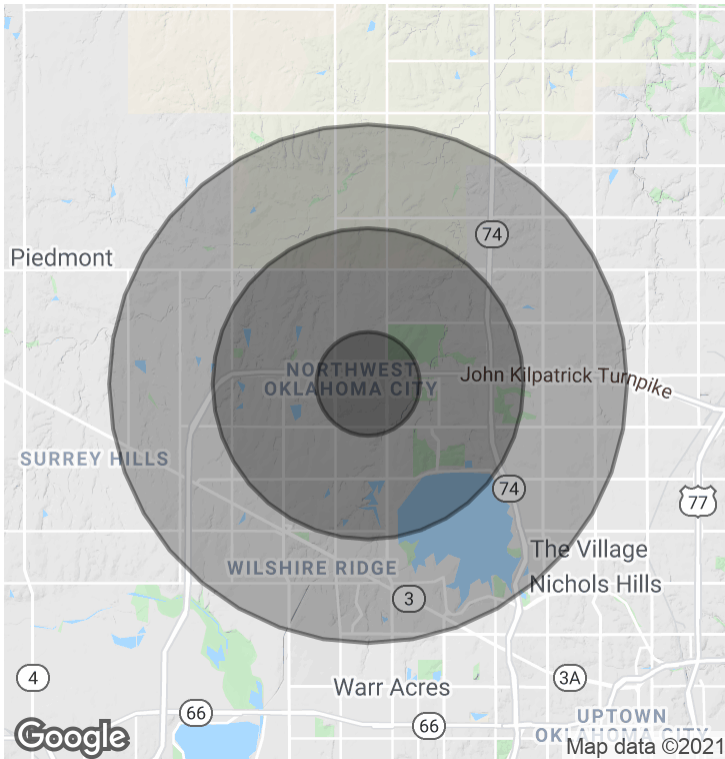 74
Piedmont
NORTHWEST
OKLAHOMA CITY
John Kilpatrick Turnpike
SURREY HILLS
74
77
The Village
WILSHIRE RIDGE
Nichols Hills
3
4
3A
Warr Acres
66
66
UPTOWN
OKLAHOMA CITY
Google
Map data ©2021